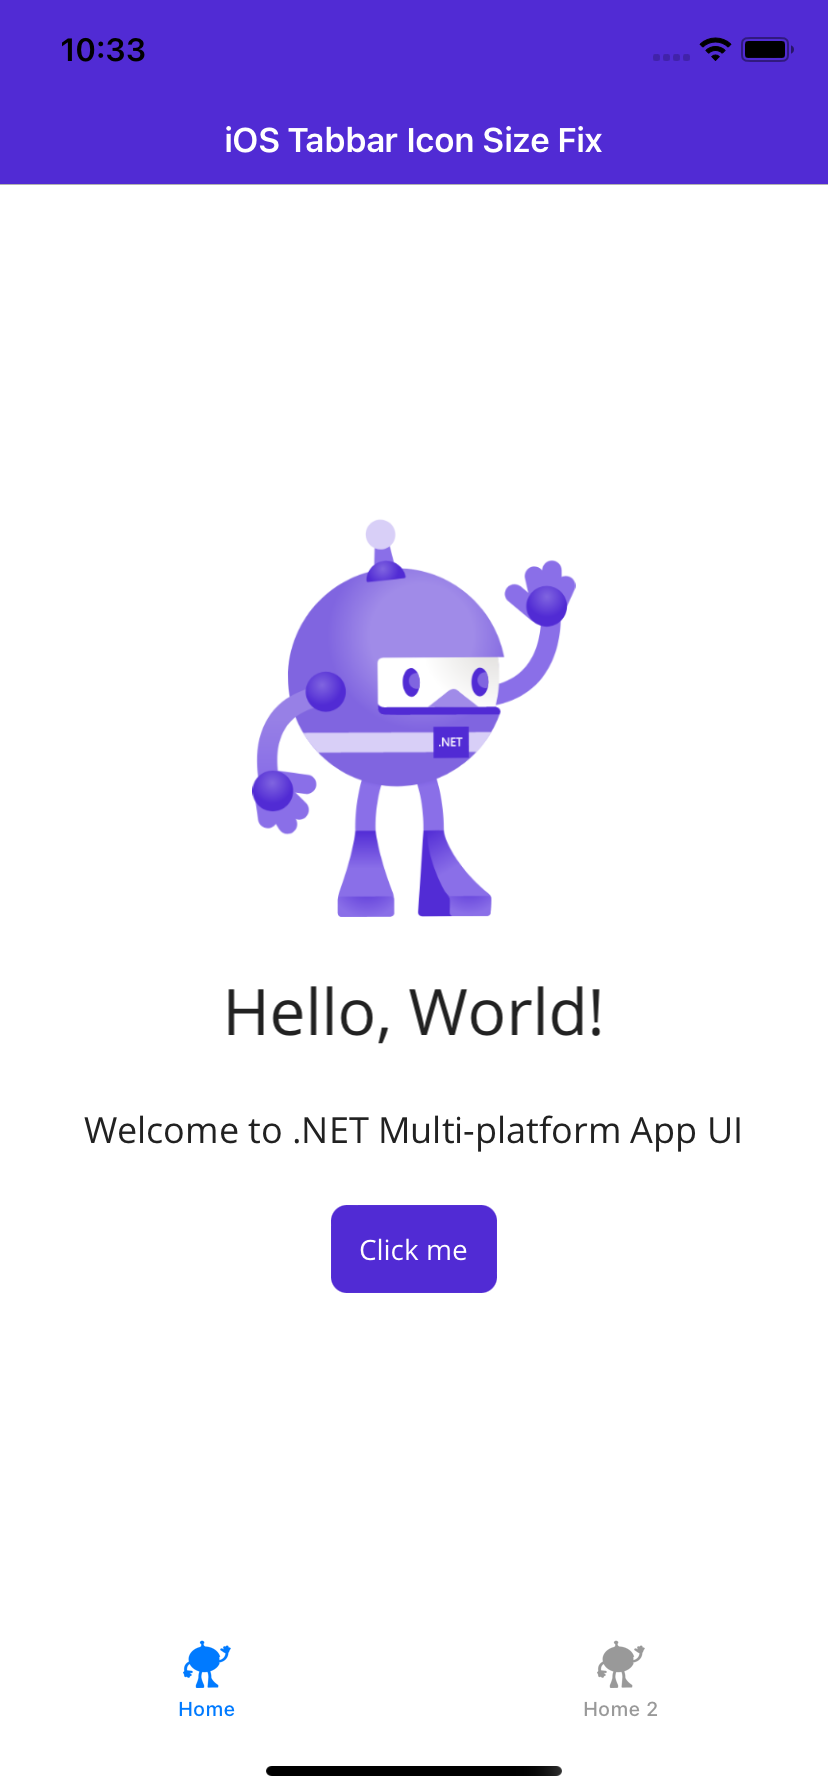 10:33
iOS Tabbar Icon Size Fix
.NET
Hello, World!
Welcome to .NET Multi-platform App UI
Click me
Home
Home 2